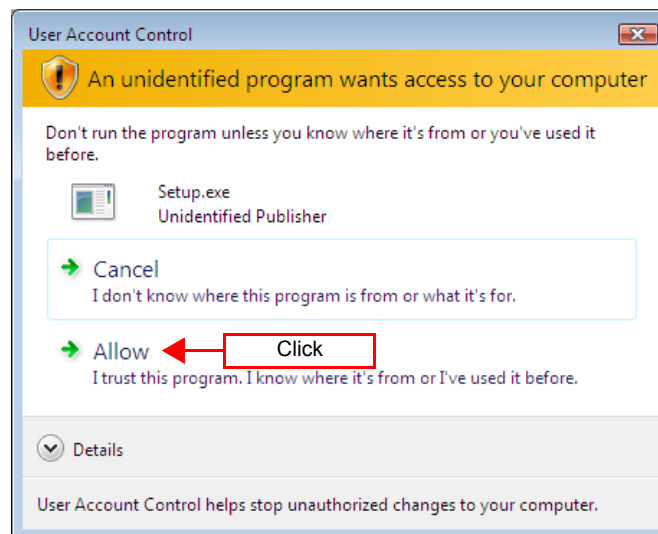 User Account Control
An unidentified program wants access to your computer
Don't run the program unless you know where it's from or you've used it
before.
Setup.exe
Unidentified Publisher
Cancel
I don't know where this program is from or what it's for.
Allow
Click
I trust this program. I know where it's from or I've used it before.
Details
User Account Control helps stop unauthorized changes to your computer.